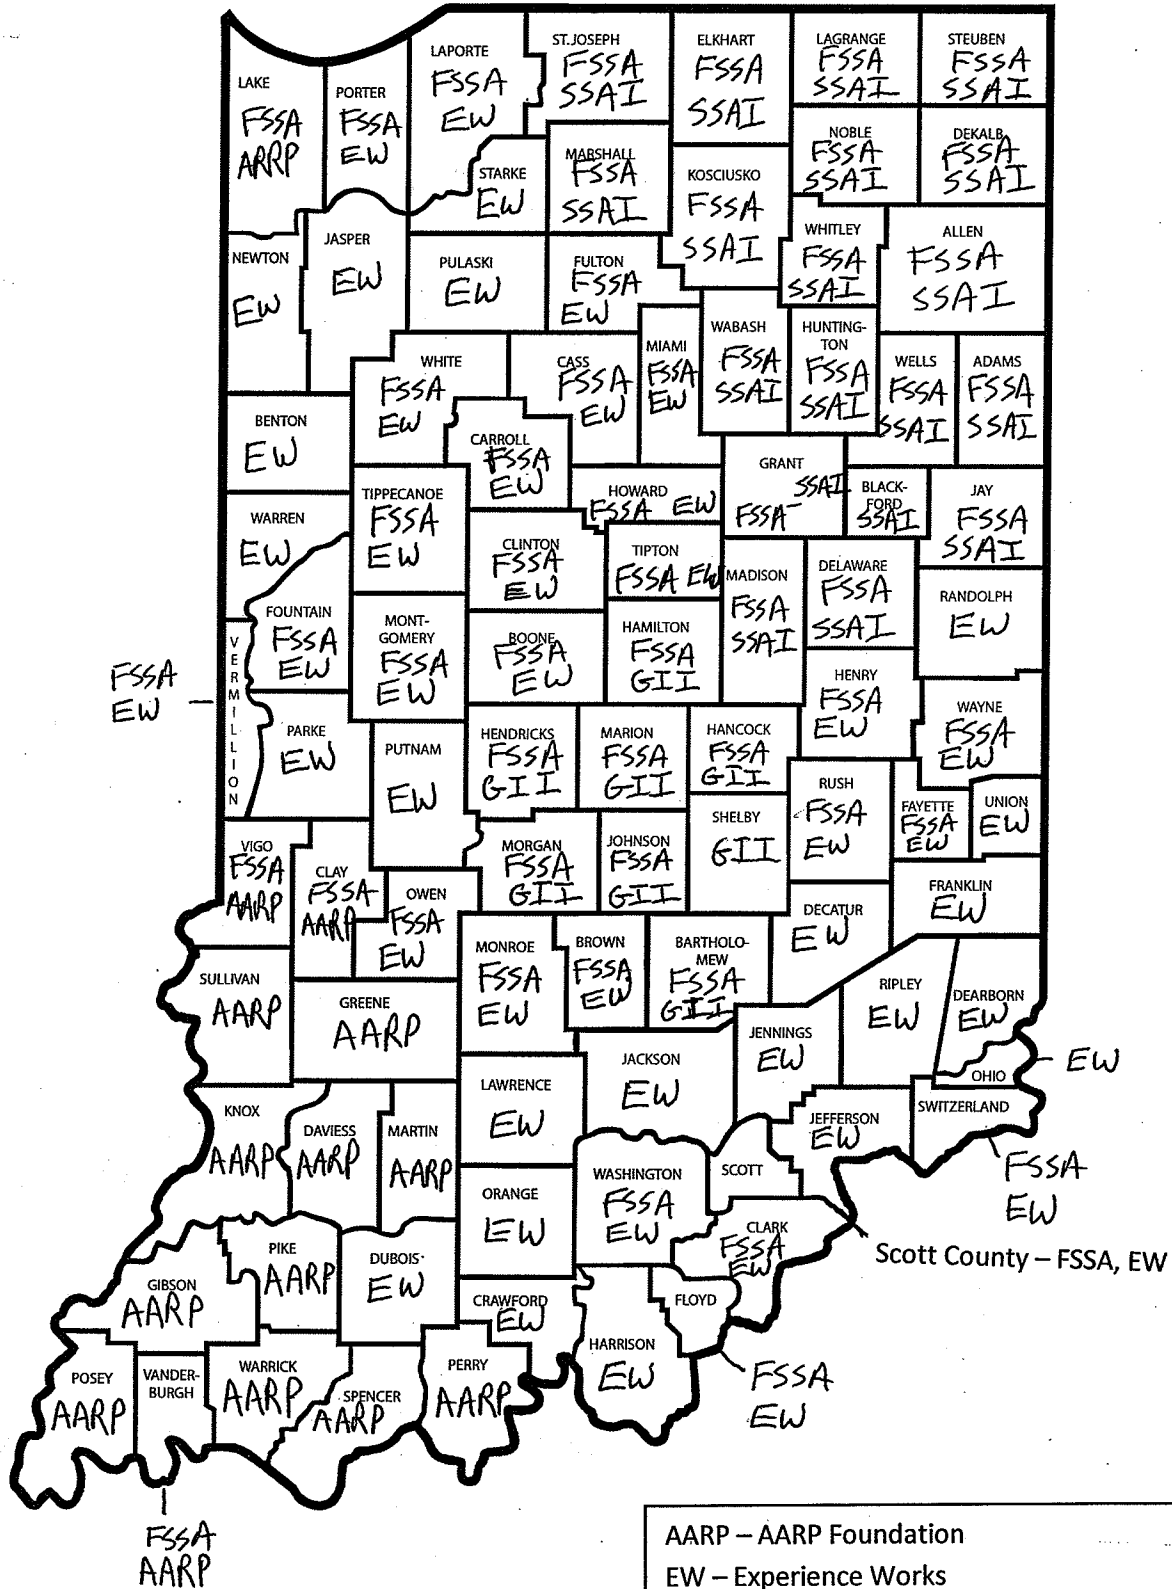 LAKE
FSSA
ARRP
PORTER
FSSA
EW
LAPORTE
FSSA
EW
ST.JOSEPH
FSSA
SSAI
ELKHART
FSSA
SSAI
LAGRANGE
FSSA
SSAI
STEUBEN
FSSA
SSAI
STARKE
EW
MARSHALL
FSSA
SSAI
KOSCIUSKO
FSSA
SSAI
NOBLE
FSSA
SSAI
DEKALB
FSSA
SSAI
NEWTON
EW
JASPER
EW
PULASKI
EW
FULTON
FSSA
EW
WHITLEY
FSSA
SSAI
ALLEN
FSSA
SSAI
WHITE
FSSA
EW
CASS
FSSA
EW
MIAMI
FSSA
EW
WABASH
FSSA
SSAI
HUNTING-
TON
FSSA
SSAI
WELLS
FSSA
SSAI
ADAMS
FSSA
SSAI
BENTON
EW
CARROLL
FSSA
EW
HOWARD
FSSA EW
GRANT
SSAI
FSSA
BLACK-
FORD
SSAI
JAY
FSSA
SSAI
WARREN
EW
TIPPECANOE
FSSA
EW
CLINTON
FSSA
EW
TIPTON
FSSA EW
MADISON
FSSA
SSAI
DELAWARE
FSSA
SSAI
RANDOLPH
EW
FOUNTAIN
FSSA
EW
MONT-
GOMERY
FSSA
EW
BOONE
FSSA
EW
HAMILTON
FSSA
GII
HENRY
FSSA
EW
WAYNE
FSSA
EW
VERMILLION
FSSA
EW
PARKE
EW
PUTNAM
EW
HENDRICKS
FSSA
GII
MARION
FSSA
GII
HANCOCK
FSSA
GII
SHELBY
GII
RUSH
FSSA
EW
FAYETTE
FSSA
EW
UNION
EW
VIGO
FSSA
AARP
CLAY
FSSA
AARP
OWEN
FSSA
EW
MORGAN
FSSA
GII
JOHNSON
FSSA
GII
DECATUR
EW
FRANKLIN
EW
SULLIVAN
AARP
GREENE
AARP
MONROE
FSSA
EW
BROWN
FSSA
EW
BARTHOLO-
MEW
FSSA
GII
JENNINGS
EW
RIPLEY
EW
DEARBORN
EW
OHIO
EW
KNOX
AARP
DAVIESS
AARP
MARTIN
AARP
LAWRENCE
EW
JACKSON
EW
JEFFERSON
EW
SWITZERLAND
FSSA
EW
ORANGE
EW
WASHINGTON
FSSA
EW
SCOTT
CLARK
FSSA
EW
Scott County – FSSA, EW
GIBSON
AARP
PIKE
AARP
DUBOIS
EW
CRAWFORD
EW
HARRISON
EW
FLOYD
FSSA
EW
POSEY
AARP
VANDER-
BURGH
FSSA
AARP
WARRICK
AARP
SPENCER
AARP
PERRY
AARP
AARP – AARP Foundation
EW – Experience Works